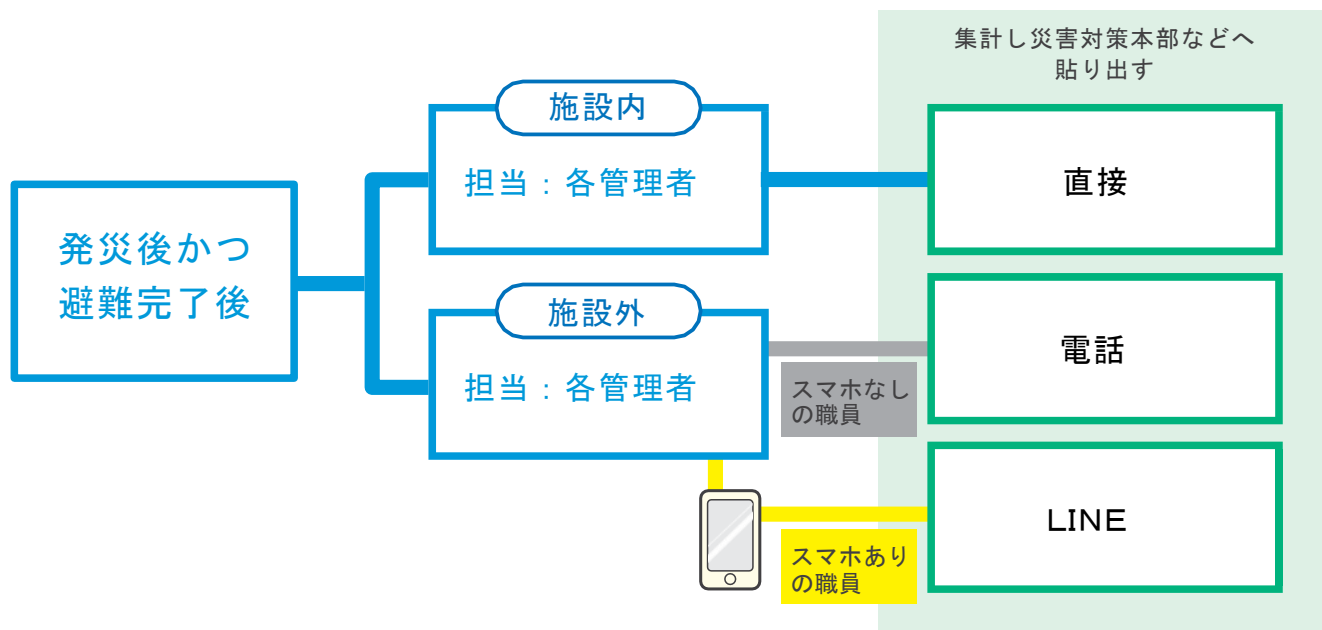 集計し災害対策本部などへ
貼り出す
施設内
担当：各管理者
直接
発災後かつ
避難完了後
施設外
担当：各管理者
電話
スマホなし
の職員
LINE
スマホあり
の職員